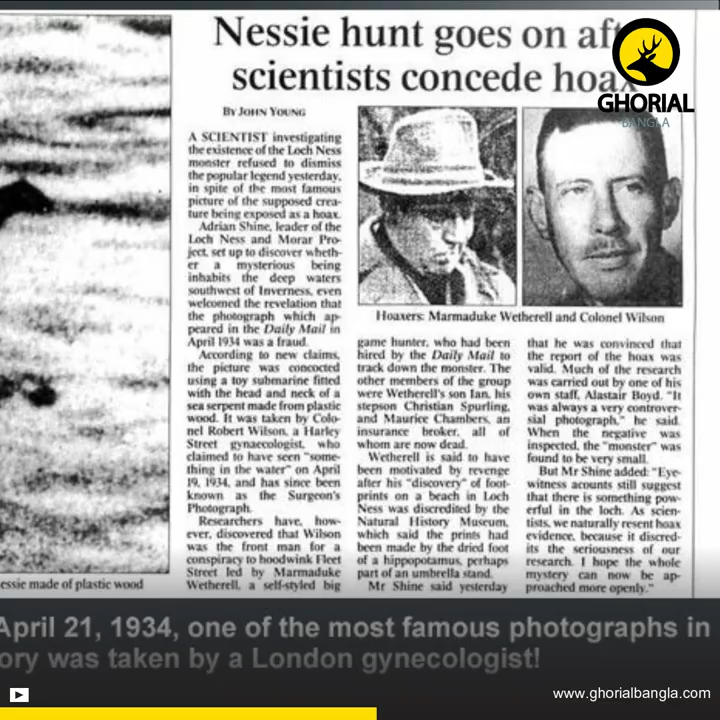 Nessie hunt goes on aft
scientists concede hoax
GHORIAL
BANGLA
BY JOHN YOUNG
A SCIENTIST investigating
the existence of the Loch Ness
monster refused to dismiss
the popular legend yesterday,
in spite of the most famous
picture of the supposed crea-
ture being exposed as a hoax.
Adrian Shine, leader of the
Loch Ness and Morar Pro-
ject, set up to discover wheth-
er a mysterious being
inhabits the deep waters
southwest of Inverness, even
welcomed the revelation that
the photograph which ap-
peared in the Daily Mail in
April 1934 was a fraud.
According to new claims,
the picture was concocted
using a toy submarine fitted
with the head and neck of a
sea serpent made from plastic
wood. It was taken by Colo-
nel Robert Wilson, a Harley
Street gynaecologist, who
claimed to have seen "some-
thing in the water" on April
19, 1934, and has since been
known as the Surgeon's
Photograph.
Researchers have, how-
ever, discovered that Wilson
was the front man for a
conspiracy to hoodwink Fleet
Street led by Marmaduke
Wetherell, a self-styled big
Hoaxers: Marmaduke Wetherell and Colonel Wilson
game hunter, who had been
hired by the Daily Mail to
track down the monster. The
other members of the group
were Wetherell's son Ian, his
stepson Christian Spurling,
and Maurice Chambers, an
insurance broker, all of
whom are now dead.
Wetherell is said to have
been motivated by revenge
after his "discovery" of foot-
prints on a beach in Loch
Ness was discredited by the
Natural History Museum,
which said the prints had
been made by the dried foot
of a hippopotamus, perhaps
part of an umbrella stand.
Mr Shine said yesterday
that he was convinced that
the report of the hoax was
valid. Much of the research
was carried out by one of his
own staff, Alastair Boyd. "It
was always a very controver-
sial photograph," he said.
When the negative was
inspected, the "monster" was
found to be very small.
But Mr Shine added: "Eye-
witness acounts still suggest
that there is something pow-
erful in the loch. As scien-
tists, we naturally resent hoax
evidence, because it discred-
its the seriousness of our
research. I hope the whole
mystery can now be ap-
proached more openly."
essie made of plastic wood
April 21, 1934, one of the most famous photographs in
ory was taken by a London gynecologist!
www.ghorialbangla.com